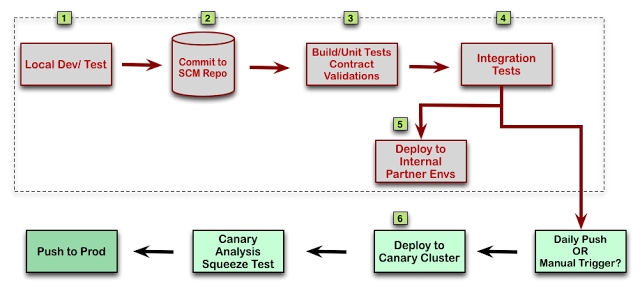 1
2
3
4
Local Dev/ Test
Commit to
SCM Repo
Build/Unit Tests
Contract
Validations
Integration
Tests
5
Deploy to
Internal
Partner Envs
6
Push to Prod
Canary
Analysis
Squeeze Test
Deploy to
Canary Cluster
Daily Push
OR
Manual Trigger?